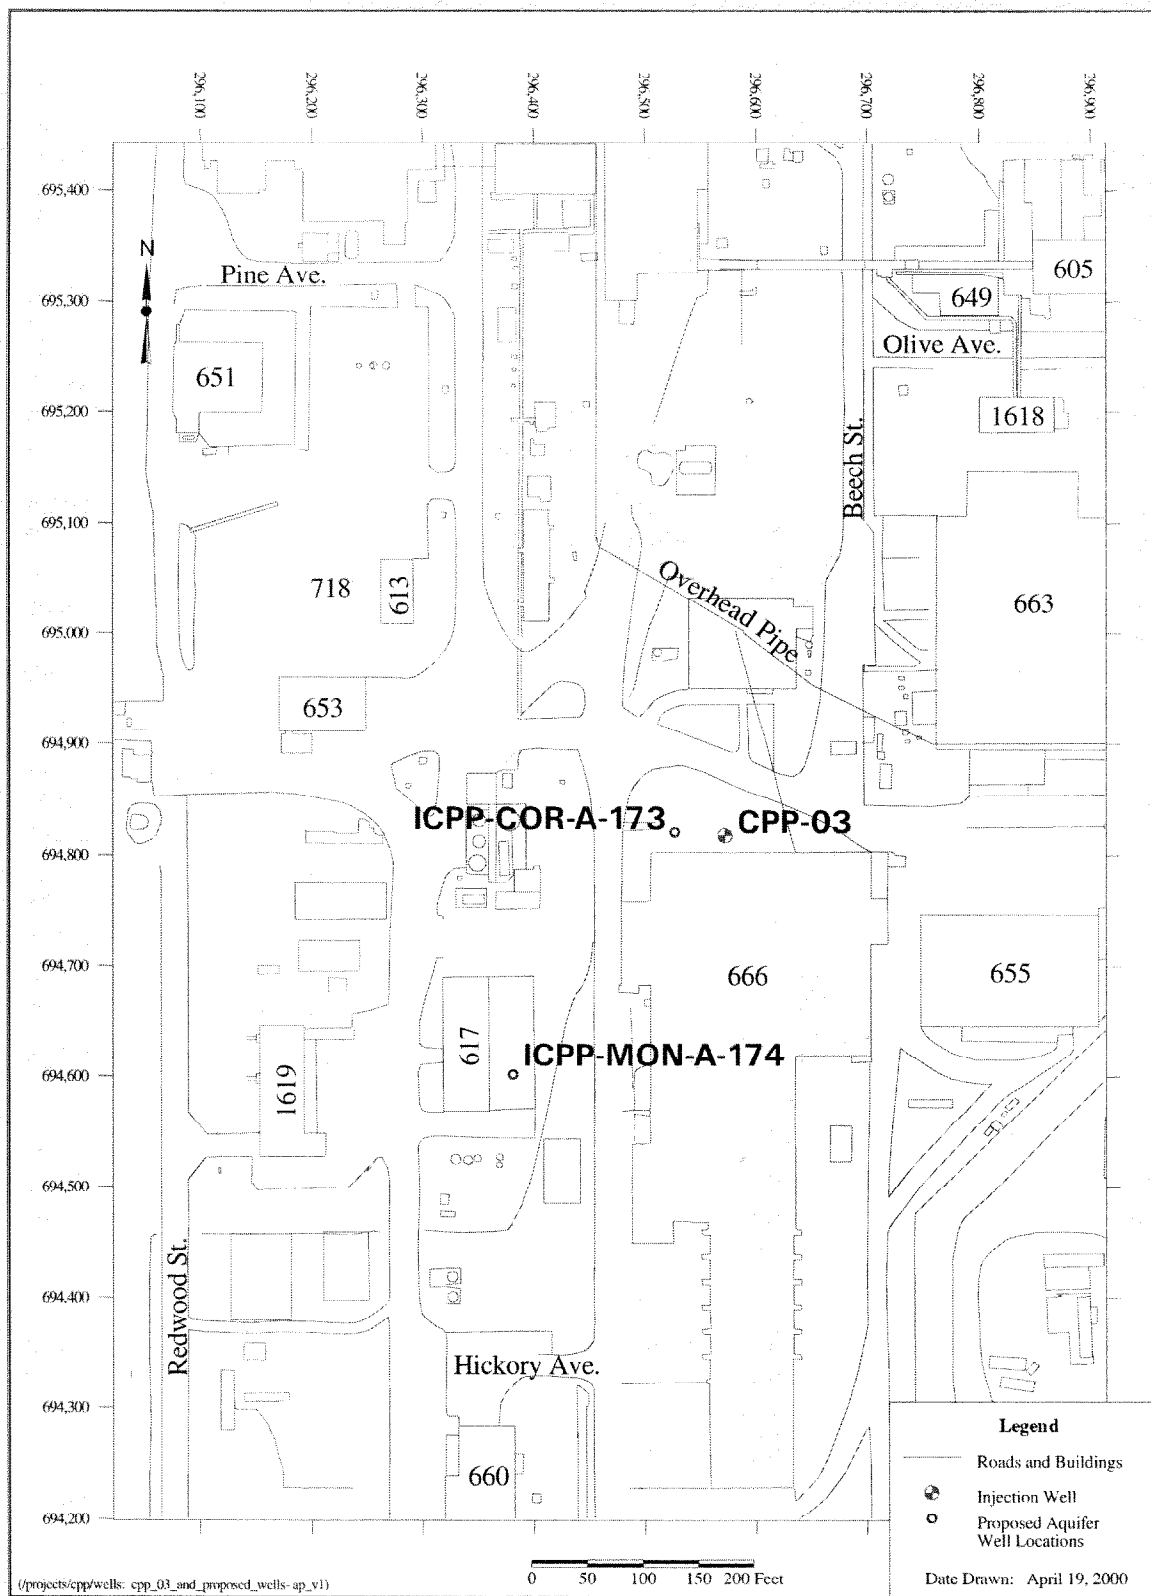 296,100
296,200
296,300
296,400
296,500
296,600
296,700
296,800
296,900
695,400
695,300
695,200
695,100
695,000
694,900
694,800
694,700
694,600
694,500
694,400
694,300
694,200
N
Pine Ave.
605
649
Olive Ave.
651
1618
Beech St.
718
613
Overhead Pipe
663
653
ICPP-COR-A-173
CPP-03
666
655
617
ICPP-MON-A-174
1619
Redwood St.
Hickory Ave.
660
Legend
Roads and Buildings
Injection Well
Proposed Aquifer
Well Locations
0 50 100 150 200 Feet
(/projects/cpp/wells: cpp_03_and_proposed_wells-ap_v1)
Date Drawn: April 19, 2000